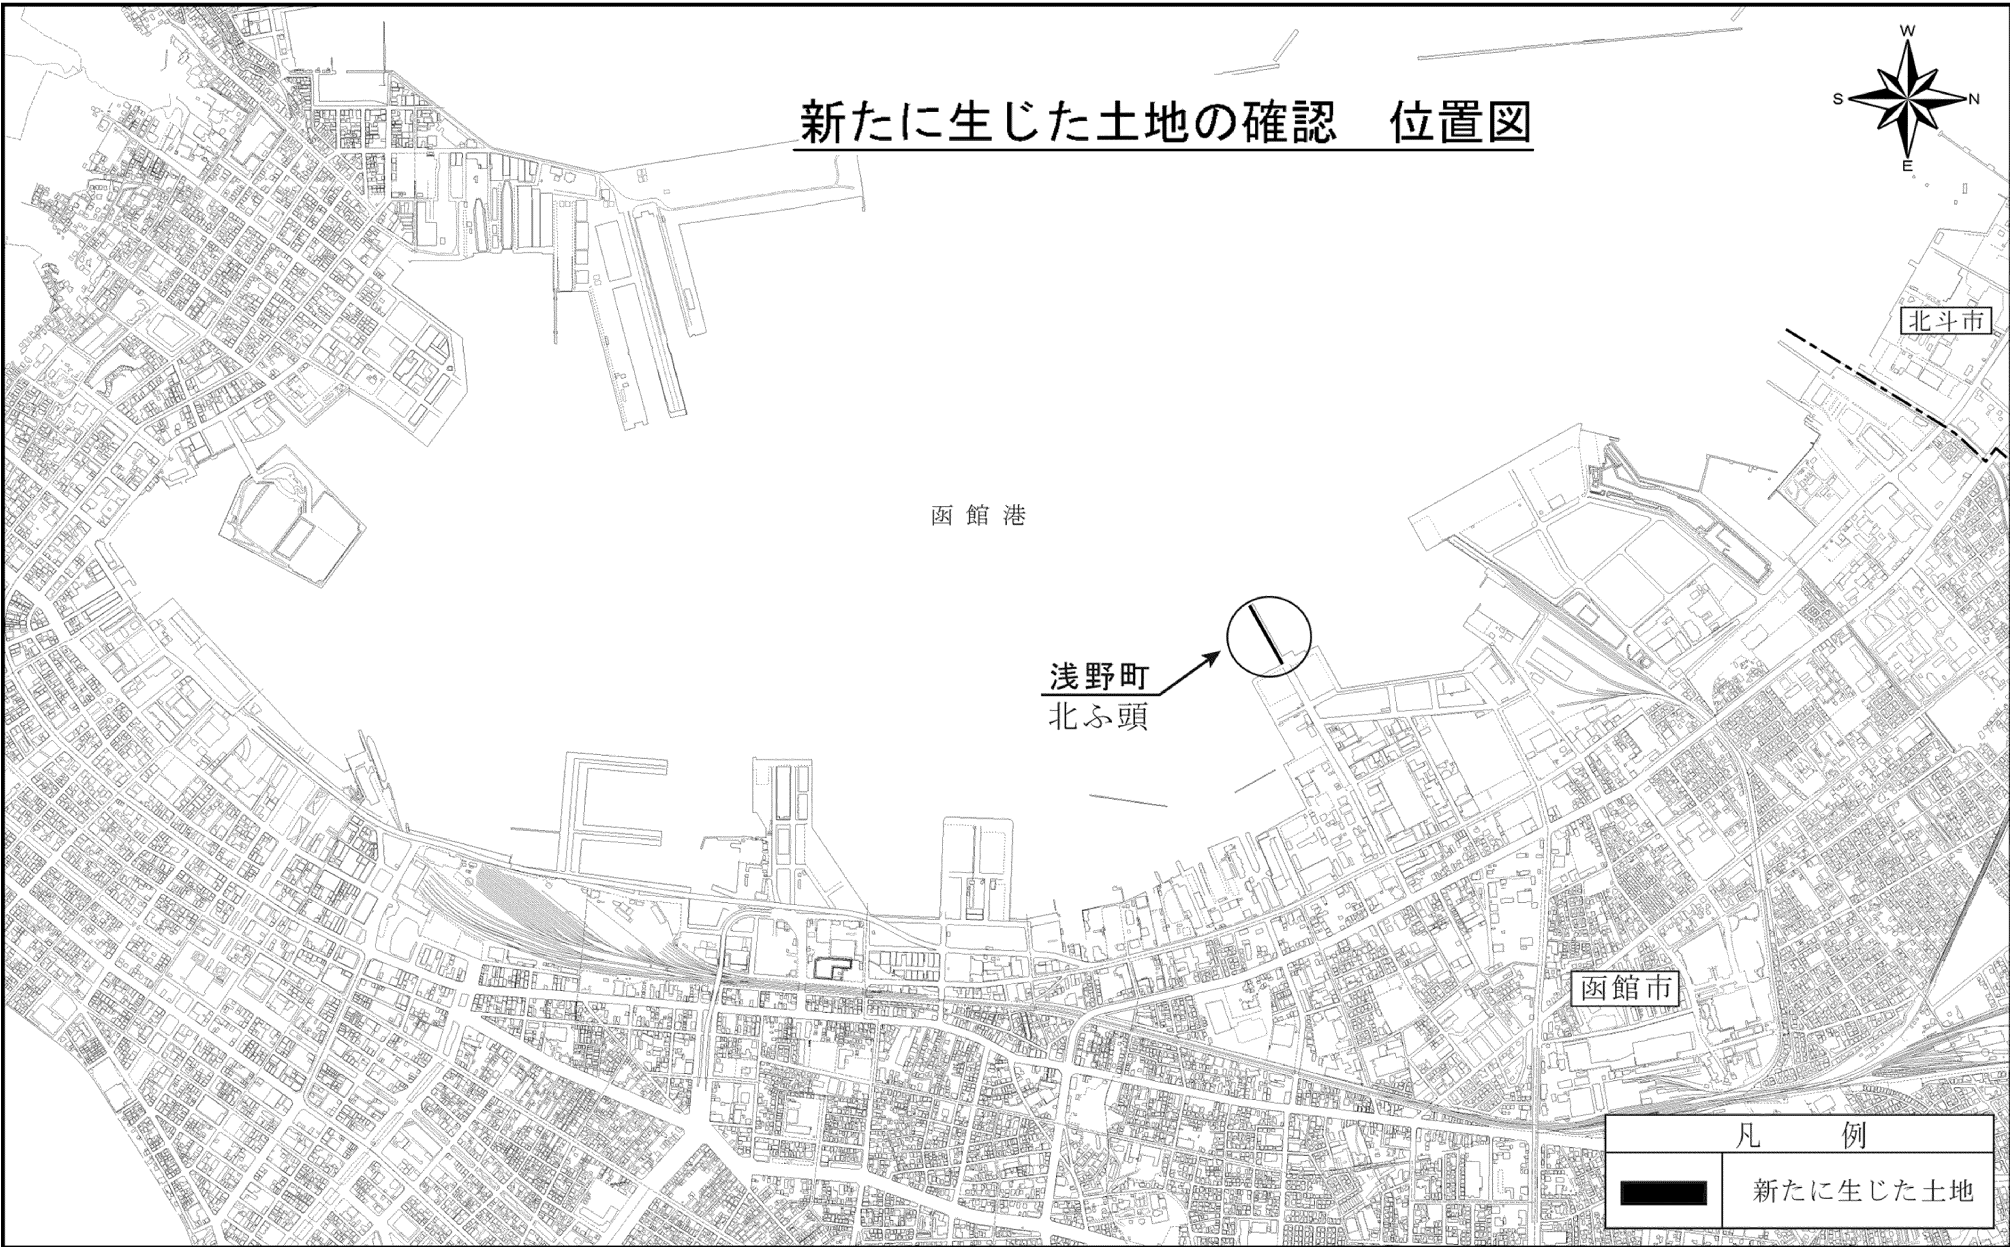 新たに生じた土地の確認　位置図
W
S
N
E
北斗市
函館港
浅野町
北ふ頭
函館市
凡　例
新たに生じた土地